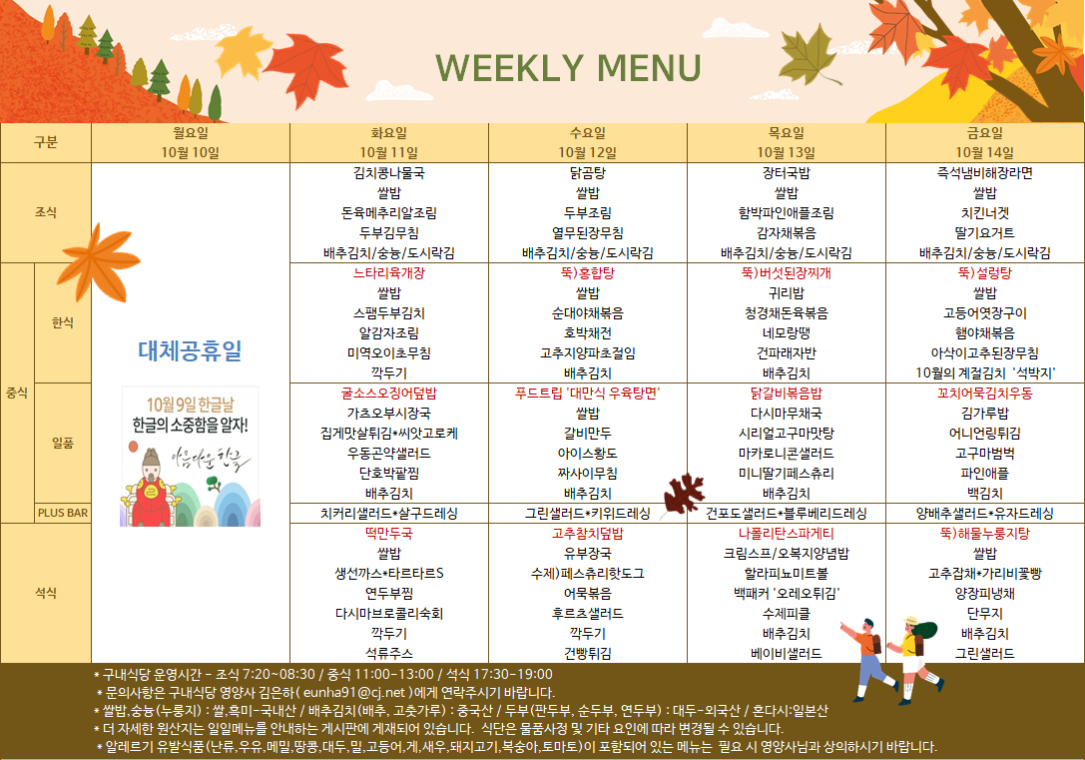 WEEKLY MENU
구분
월요일
10월 10일
화요일
10월 11일
수요일
10월 12일
목요일
10월 13일
금요일
10월 14일
조식
김치콩나물국
쌀밥
돈육메추리알조림
두부김무침
배추김치/숭늉/도시락김
닭곰탕
쌀밥
두부조림
열무된장무침
배추김치/숭늉/도시락김
장터국밥
쌀밥
함박파인애플조림
감자채볶음
배추김치/숭늉/도시락김
즉석냄비해장라면
쌀밥
치킨너겟
딸기요거트
배추김치/숭늉/도시락김
대체공휴일
10월 9일 한글날
한글의 소중함을 알자!
아름다운 한글
중식
한식
느타리육개장
쌀밥
스팸두부김치
알감자조림
미역오이초무침
깍두기
뚝)홍합탕
쌀밥
순대야채볶음
호박채전
고추지양파초절임
배추김치
뚝)버섯된장찌개
귀리밥
청경채돈육볶음
네모랑땡
건파래자반
배추김치
뚝)설렁탕
쌀밥
고등어엿장구이
햄야채볶음
아삭이고추된장무침
10월의 계절김치 '석박지'
일품
굴소스오징어덮밥
가츠오부시장국
집게맛살튀김*씨앗고로케
우동곤약샐러드
단호박팥찜
배추김치
푸드트립 '대만식 우육탕면'
쌀밥
갈비만두
아이스황도
짜사이무침
배추김치
닭갈비볶음밥
다시마무채국
시리얼고구마맛탕
마카로니콘샐러드
미니딸기페스츄리
배추김치
꼬치어묵김치우동
김가루밥
어니언링튀김
고구마범벅
파인애플
백김치
PLUS BAR
치커리샐러드*살구드레싱
그린샐러드*키위드레싱
건포도샐러드*블루베리드레싱
양배추샐러드*유자드레싱
석식
떡만두국
쌀밥
생선까스*타르타르S
연두부찜
다시마브로콜리숙회
깍두기
석류주스
고추참치덮밥
유부장국
수제)페스츄리핫도그
어묵볶음
후르츠샐러드
깍두기
건빵튀김
나폴리탄스파게티
크림스프/오복지양념밥
할라피뇨미트볼
백패커 '오레오튀김'
수제피클
배추김치
베이비샐러드
뚝)해물누룽지탕
쌀밥
고추잡채*가리비꽃빵
양장피냉채
단무지
배추김치
그린샐러드
* 구내식당 운영시간 - 조식 7:20~08:30 / 중식 11:00-13:00 / 석식 17:30-19:00
* 문의사항은 구내식당 영양사 김은하( eunha91@cj.net )에게 연락주시기 바랍니다.
* 쌀밥,숭늉(누룽지) : 쌀,흑미-국내산 / 배추김치(배추, 고춧가루) : 중국산 / 두부(판두부, 순두부, 연두부) : 대두-외국산 / 혼다시:일본산
* 더 자세한 원산지는 일일메뉴를 안내하는 게시판에 게재되어 있습니다. 식단은 물품사정 및 기타 요인에 따라 변경될 수 있습니다.
* 알레르기 유발식품(난류,우유,메밀,땅콩,대두,밀,고등어,게,새우,돼지고기,복숭아,토마토)이 포함되어 있는 메뉴는 필요 시 영양사님과 상의하시기 바랍니다.